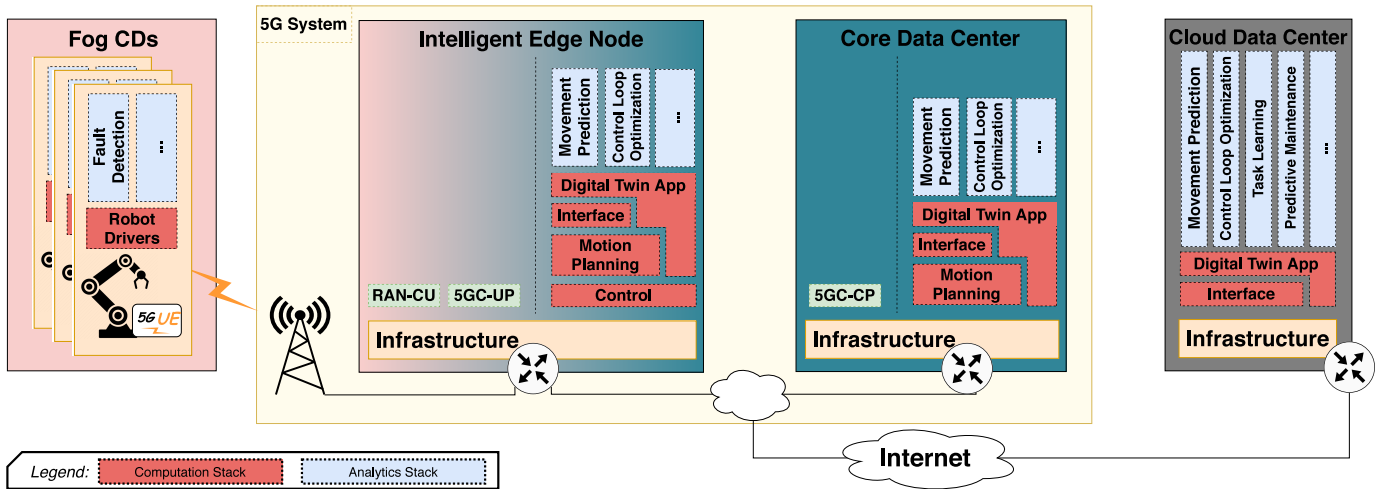 Fog CDs
Fault
Detection
...
Robot
Drivers
5G UE
5G System
Intelligent Edge Node
Movement
Prediction
Control Loop
Optimization
...
Digital Twin App
Interface
Motion
Planning
Control
RAN-CU
5GC-UP
Infrastructure
Core Data Center
Movement
Prediction
Control Loop
Optimization
...
Digital Twin App
Interface
Motion
Planning
5GC-CP
Infrastructure
Cloud Data Center
Movement Prediction
Control Loop Optimization
Task Learning
Predictive Maintenance
...
Digital Twin App
Interface
Infrastructure
Internet
Legend:
Computation Stack
Analytics Stack